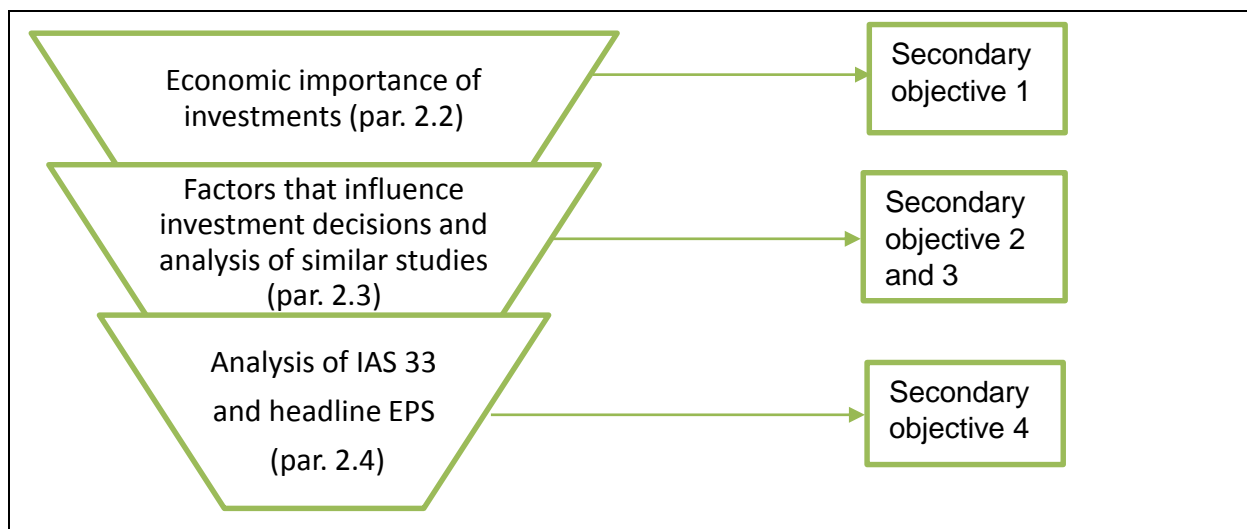 Economic importance of
investments (par. 2.2)
Secondary
objective 1
Factors that influence
investment decisions and
analysis of similar studies
(par. 2.3)
Secondary
objective 2
and 3
Analysis of IAS 33
and headline EPS
(par. 2.4)
Secondary
objective 4